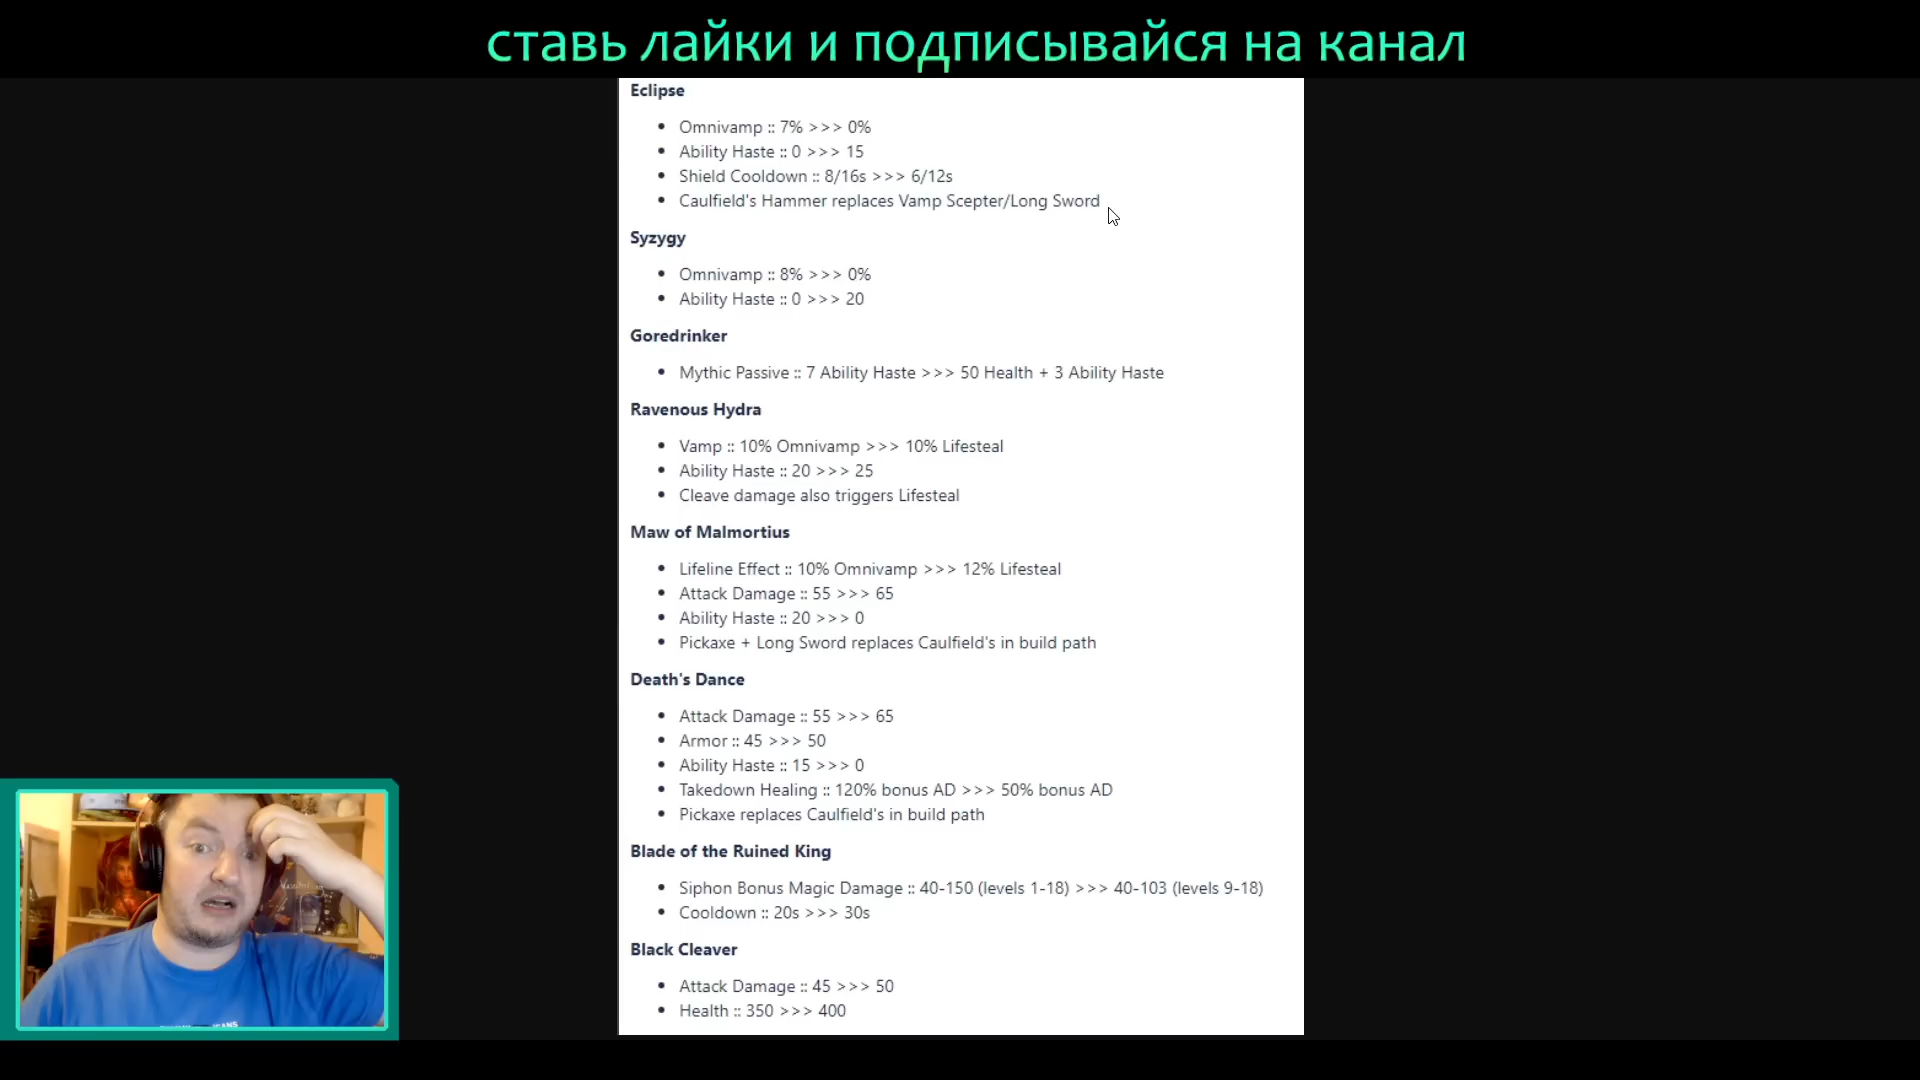 ставь лайки и подписывайся на канал
Eclipse
• Omnivamp :: 7% >>> 0%
• Ability Haste :: 0 >>> 15
• Shield Cooldown :: 8/16s >>> 6/12s
• Caulfield's Hammer replaces Vamp Scepter/Long Sword
Syzygy
• Omnivamp :: 8% >>> 0%
• Ability Haste :: 0 >>> 20
Goredrinker
• Mythic Passive :: 7 Ability Haste >>> 50 Health + 3 Ability Haste
Ravenous Hydra
• Vamp :: 10% Omnivamp >>> 10% Lifesteal
• Ability Haste :: 20 >>> 25
• Cleave damage also triggers Lifesteal
Maw of Malmortius
• Lifeline Effect :: 10% Omnivamp >>> 12% Lifesteal
• Attack Damage :: 55 >>> 65
• Ability Haste :: 20 >>> 0
• Pickaxe + Long Sword replaces Caulfield's in build path
Death's Dance
• Attack Damage :: 55 >>> 65
• Armor :: 45 >>> 50
• Ability Haste :: 15 >>> 0
• Takedown Healing :: 120% bonus AD >>> 50% bonus AD
• Pickaxe replaces Caulfield's in build path
Blade of the Ruined King
• Siphon Bonus Magic Damage :: 40-150 (levels 1-18) >>> 40-103 (levels 9-18)
• Cooldown :: 20s >>> 30s
Black Cleaver
• Attack Damage :: 45 >>> 50
• Health :: 350 >>> 400